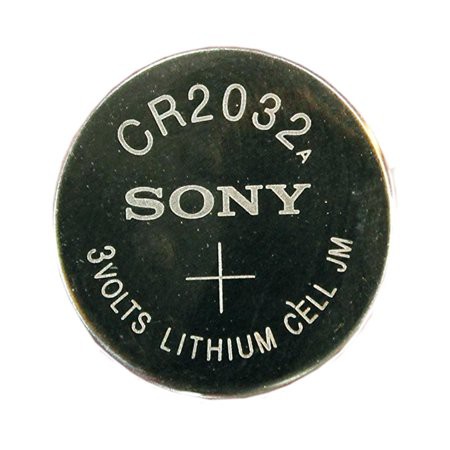 CR2032A
SONY
+
3VOLTS LITHIUM CELL JM